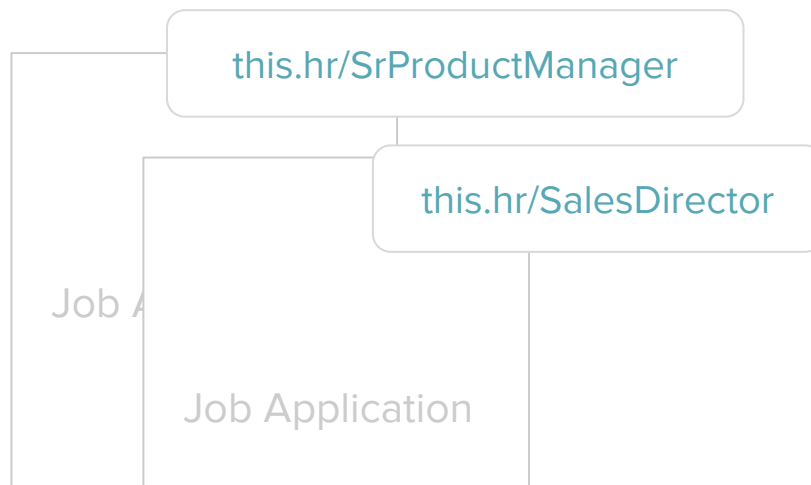 this.hr/SrProductManager
this.hr/SalesDirector
Job
Job Application